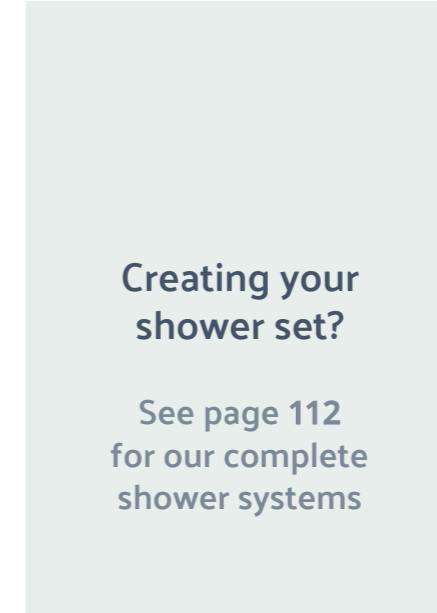 Creating your
shower set?
See page 112
for our complete
shower systems